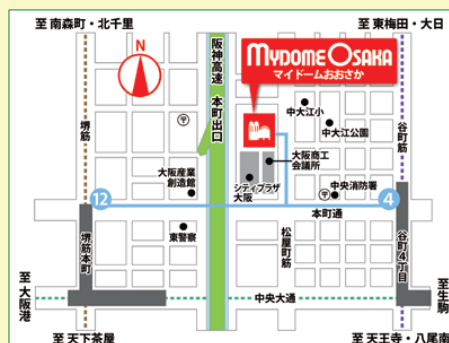 至 南森町・北千里
至 東梅田・大日
N
堺筋
阪神高速 本町出口
MYDOME OSAKA
マイドームおおさか
中大江小
中大江公園
谷町筋
〒
大阪産業
創造館
大阪商工
会議所
シティプラザ
大阪
〒
中央消防署
12
4
本町通
堺筋本町
東警察
松屋町筋
谷町4丁目
至 大阪港
中央大通
至 生駒
至 天下茶屋
至 天王寺・八尾南